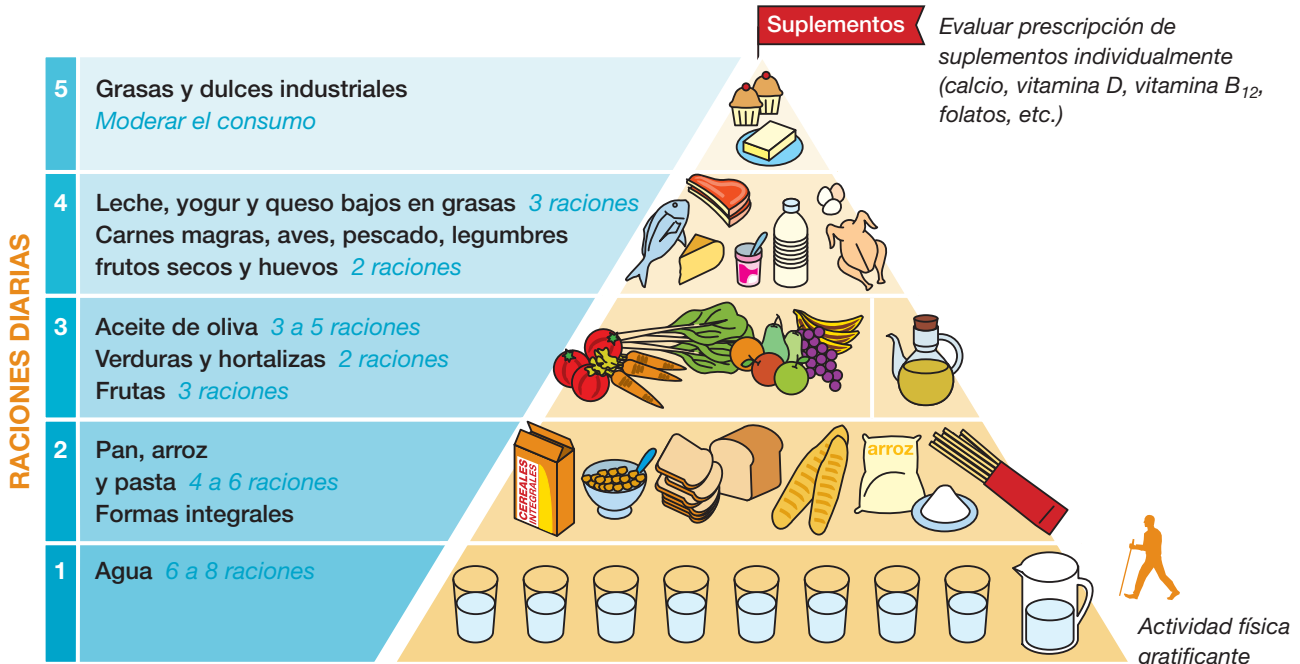 Suplementos
Evaluar prescripción de
suplementos individualmente
(calcio, vitamina D, vitamina B12,
folatos, etc.)
RACIONES DIARIAS
5
Grasas y dulces industriales
Moderar el consumo
4
Leche, yogur y queso bajos en grasas 3 raciones
Carnes magras, aves, pescado, legumbres
frutos secos y huevos 2 raciones
3
Aceite de oliva 3 a 5 raciones
Verduras y hortalizas 2 raciones
Frutas 3 raciones
2
Pan, arroz
y pasta 4 a 6 raciones
Formas integrales
CEREALES
INTEGRALES
arroz
1
Agua 6 a 8 raciones
Actividad física
gratificante